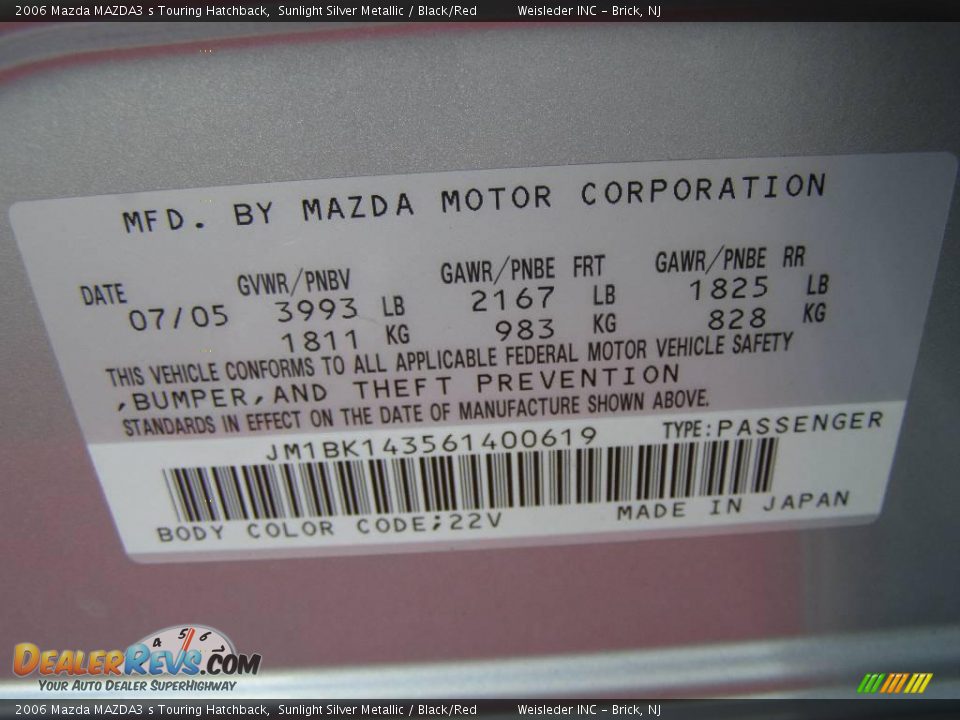 2006 Mazda MAZDA3 s Touring Hatchback, Sunlight Silver Metallic / Black/Red Weisleder INC – Brick, NJ
MFD. BY MAZDA MOTOR CORPORATION
DATE GVWR/PNBV GAWR/PNBE FRT GAWR/PNBE RR
07/05 3993 LB 2167 LB 1825 LB
1811 KG 983 KG 828 KG
THIS VEHICLE CONFORMS TO ALL APPLICABLE FEDERAL MOTOR VEHICLE SAFETY
,BUMPER,AND THEFT PREVENTION
STANDARDS IN EFFECT ON THE DATE OF MANUFACTURE SHOWN ABOVE.
JM1BK143561400619 TYPE:PASSENGER
BODY COLOR CODE;22V MADE IN JAPAN
4 5 6 7
DEALERREVS.COM
YOUR AUTO DEALER SUPERHIGHWAY
2006 Mazda MAZDA3 s Touring Hatchback, Sunlight Silver Metallic / Black/Red Weisleder INC – Brick, NJ